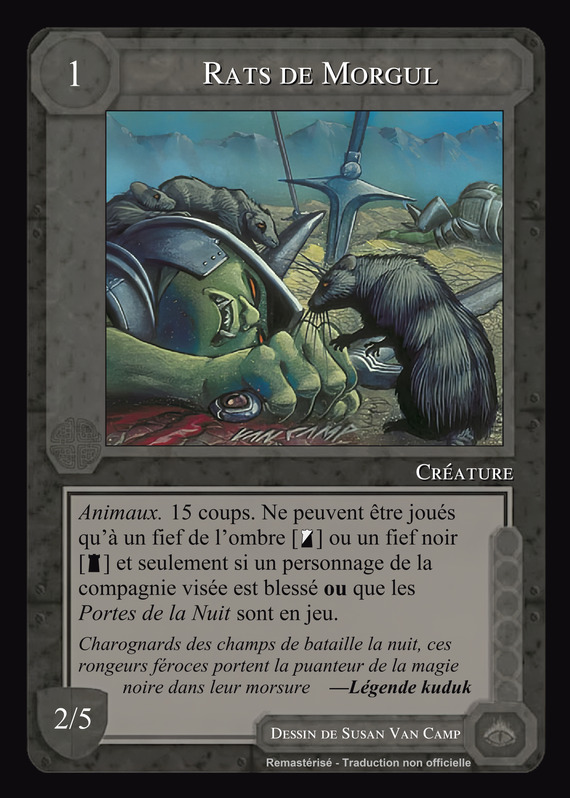 1
Rats de Morgul
VAN CAMP
Créature
Animaux. 15 coups. Ne peuvent être joués
qu'à un fief de l'ombre [] ou un fief noir
[] et seulement si un personnage de la
compagnie visée est blessé ou que les
Portes de la Nuit sont en jeu.
Charognards des champs de bataille la nuit, ces
rongeurs féroces portent la puanteur de la magie
noire dans leur morsure —Légende kuduk
2/5
Dessin de Susan Van Camp
Remastérisé - Traduction non officielle